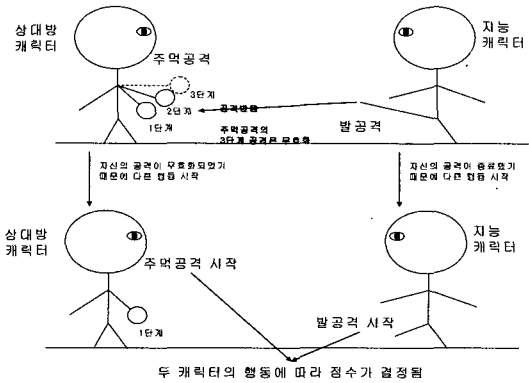 상대방
캐릭터
지능
캐릭터
주먹공격
3단계
2단계
1단계
공격받음
주먹공격의
3단계 공격은 무효화
발공격
자신의 공격이 무효화되었기
때문에 다른 행동 시작
자신의 공격이 종료했기
때문에 다른 행동 시작
상대방
캐릭터
지능
캐릭터
주먹공격 시작
1단계
발공격 시작
두 캐릭터의 행동에 따라 점수가 결정됨